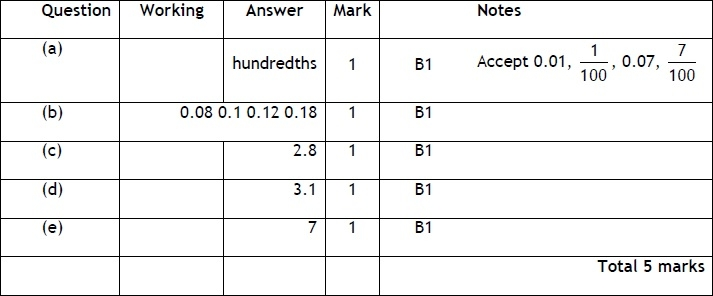 Question Working Answer Mark Notes
(a) hundredths 1 B1 Accept 0.01, 1/100, 0.07, 7/100
(b) 0.08 0.1 0.12 0.18 1 B1
(c) 2.8 1 B1
(d) 3.1 1 B1
(e) 7 1 B1
Total 5 marks